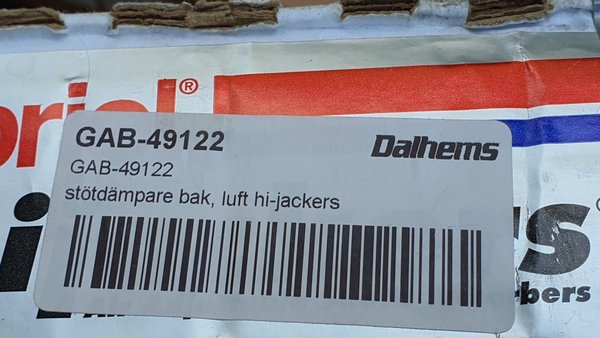 GAB-49122
Dalhems
GAB-49122
stötdämpare bak, luft hi-jackers